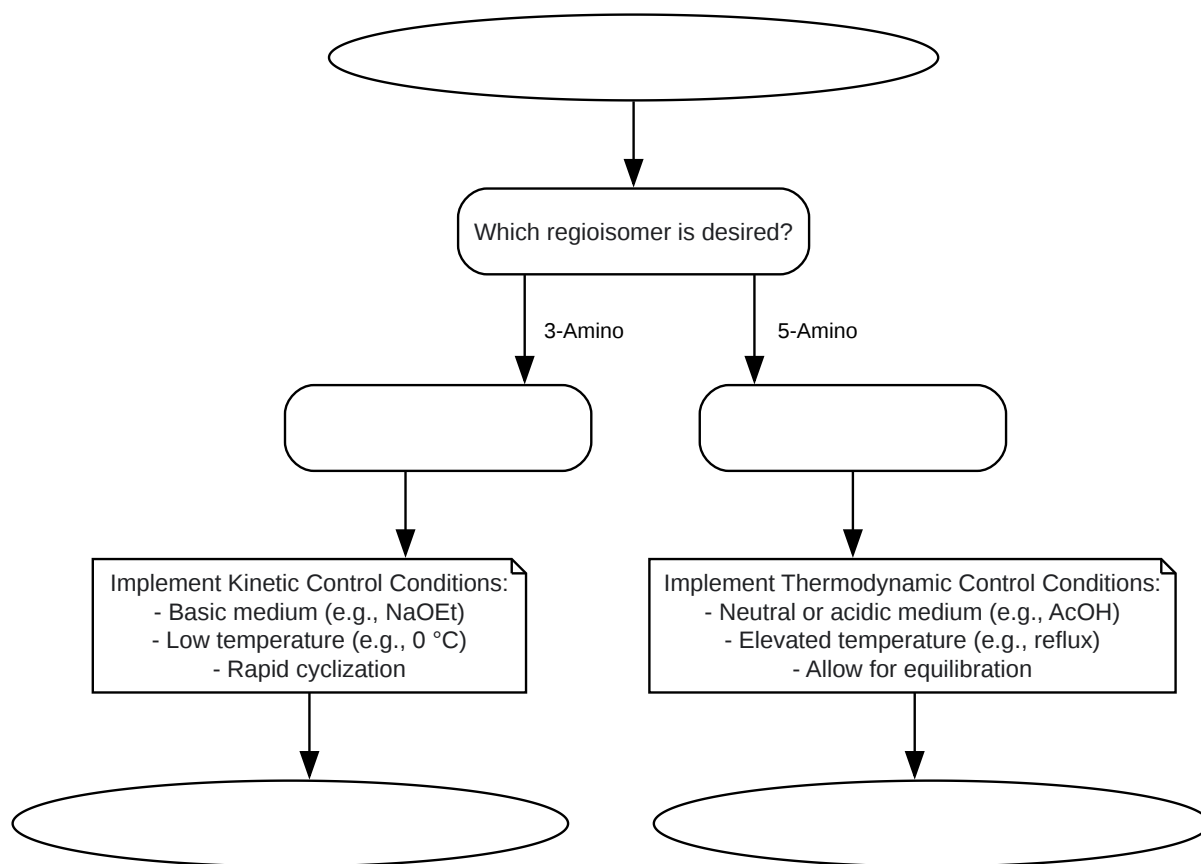 Which regioisomer is desired?
3-Amino
5-Amino
Implement Kinetic Control Conditions:
- Basic medium (e.g., NaOEt)
- Low temperature (e.g., 0 °C)
- Rapid cyclization
Implement Thermodynamic Control Conditions:
- Neutral or acidic medium (e.g., AcOH)
- Elevated temperature (e.g., reflux)
- Allow for equilibration